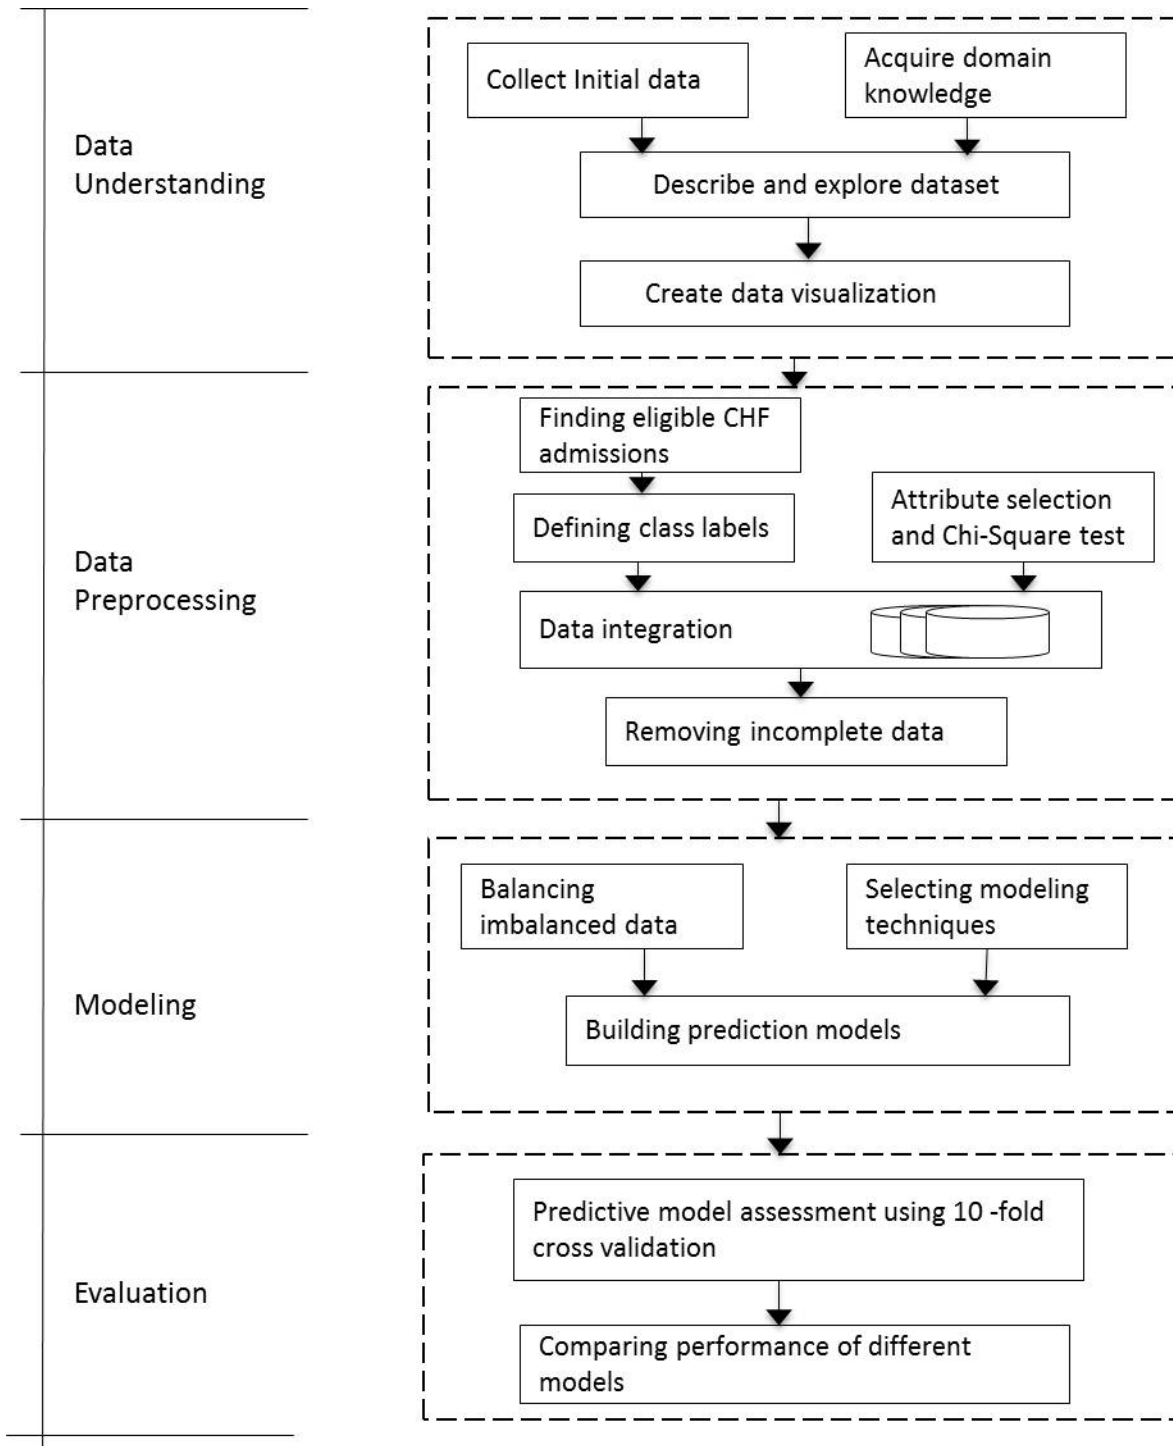 Data
Understanding
Collect Initial data
Acquire domain
knowledge
Describe and explore dataset
Create data visualization
Data
Preprocessing
Finding eligible CHF
admissions
Defining class labels
Attribute selection
and Chi-Square test
Data integration
Removing incomplete data
Modeling
Balancing
imbalanced data
Selecting modeling
techniques
Building prediction models
Evaluation
Predictive model assessment using 10 -fold
cross validation
Comparing performance of different
models